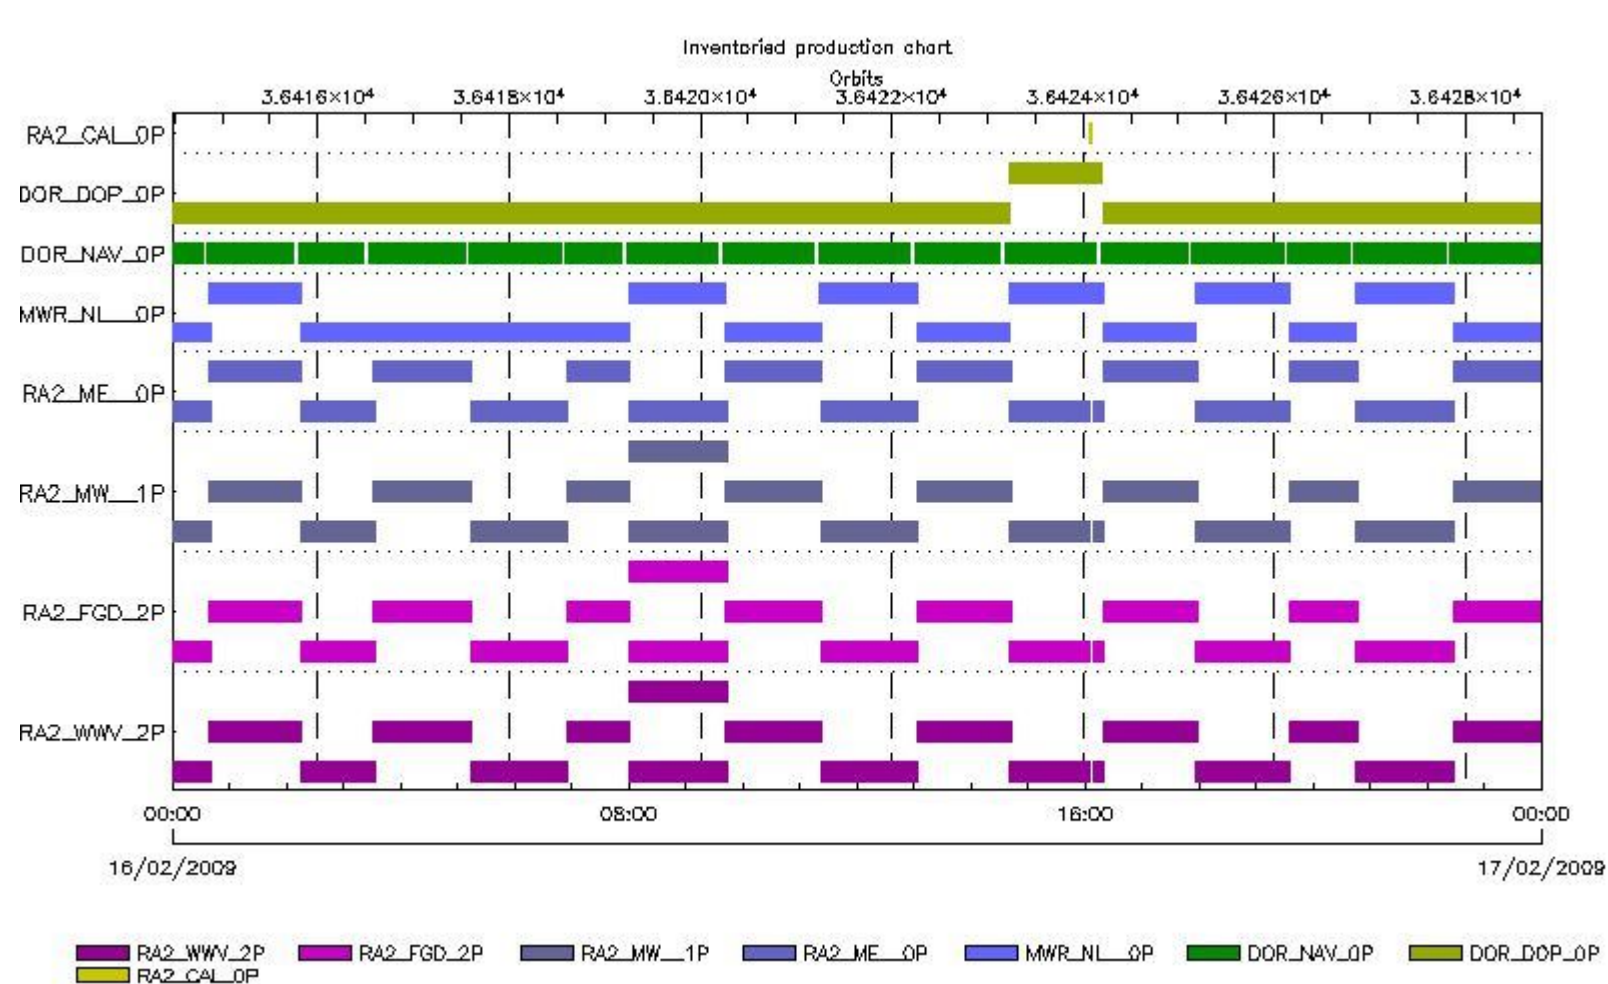 Inventoried production chart
Orbits
3.6416×10⁴ 3.6418×10⁴ 3.6420×10⁴ 3.6422×10⁴ 3.6424×10⁴ 3.6426×10⁴ 3.6428×10⁴
RA2_CAL_0P
DOR_DOP_0P
DOR_NAV_0P
MWR_NL__0P
RA2_ME__0P
RA2_MW__1P
RA2_FGD_2P
RA2_WWV_2P
00:00 08:00 16:00 00:00
16/02/2009 17/02/2009
RA2_WWV_2P RA2_FGD_2P RA2_MW__1P RA2_ME__0P MWR_NL__0P DOR_NAV_0P DOR_DOP_0P
RA2_CAL_0P